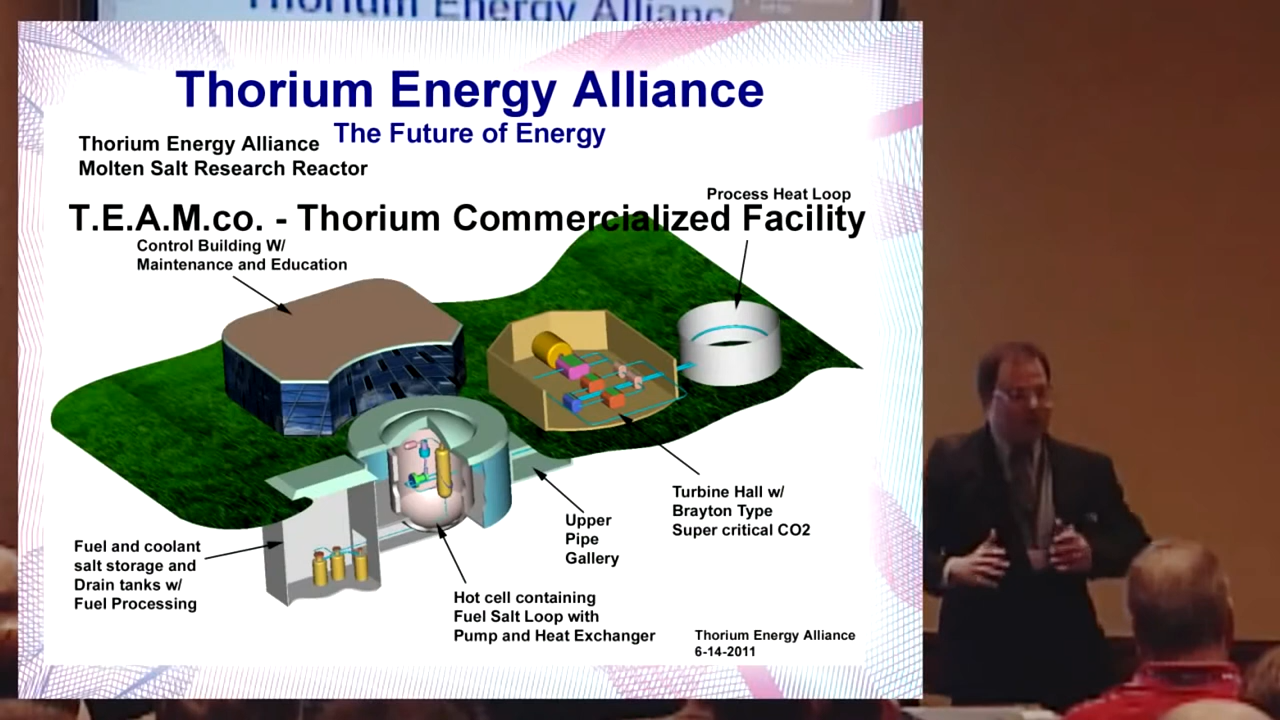 Thorium Energy Alliance
Thorium Energy Alliance
The Future of Energy
Thorium Energy Alliance
Molten Salt Research Reactor
Process Heat Loop
T.E.A.M.co. - Thorium Commercialized Facility
Control Building W/
Maintenance and Education
Turbine Hall w/
Brayton Type
Super critical CO2
Upper
Pipe
Gallery
Fuel and coolant
salt storage and
Drain tanks w/
Fuel Processing
Hot cell containing
Fuel Salt Loop with
Pump and Heat Exchanger
Thorium Energy Alliance
6-14-2011